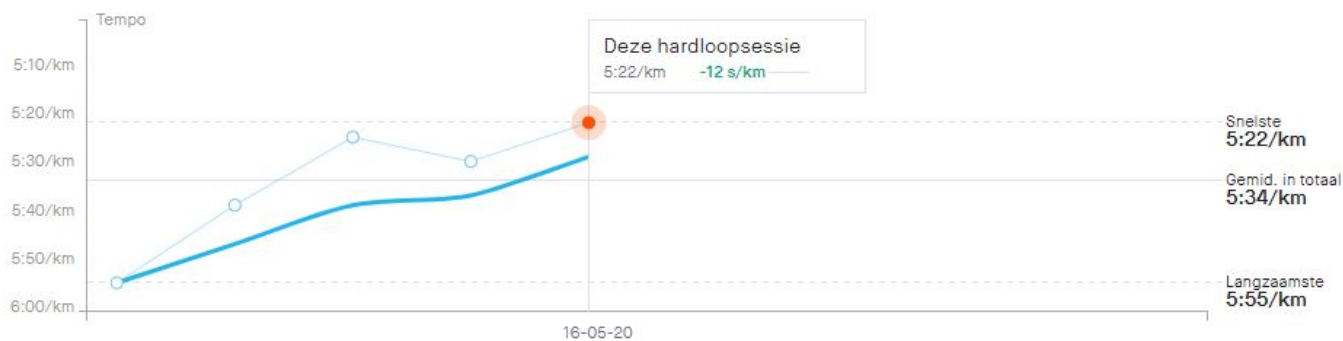 Tempo
5:10/km
5:20/km
5:30/km
5:40/km
5:50/km
6:00/km
Deze hardloopsessie
5:22/km -12 s/km
Snelste
5:22/km
Gemid. in totaal
5:34/km
Langzaamste
5:55/km
16-05-20